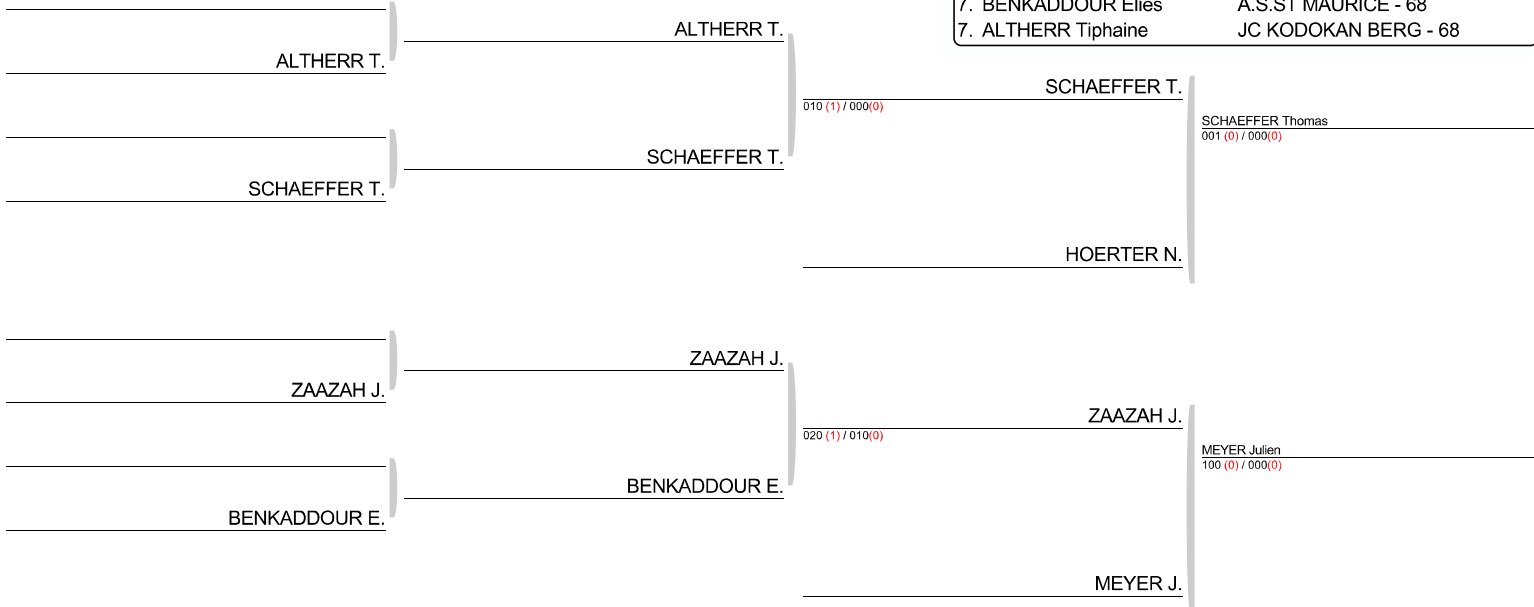 7. BENKADDOUR Elies A.S.ST MAURICE - 68
7. ALTHERR Tiphaine JC KODOKAN BERG - 68
ALTHERR T.
ALTHERR T.
SCHAEFFER T.
010 (1) / 000(0)
SCHAEFFER Thomas
001 (0) / 000(0)
SCHAEFFER T.
SCHAEFFER T.
HOERTER N.
ZAAZAH J.
ZAAZAH J.
ZAAZAH J.
020 (1) / 010(0)
MEYER Julien
100 (0) / 000(0)
BENKADDOUR E.
BENKADDOUR E.
MEYER J.